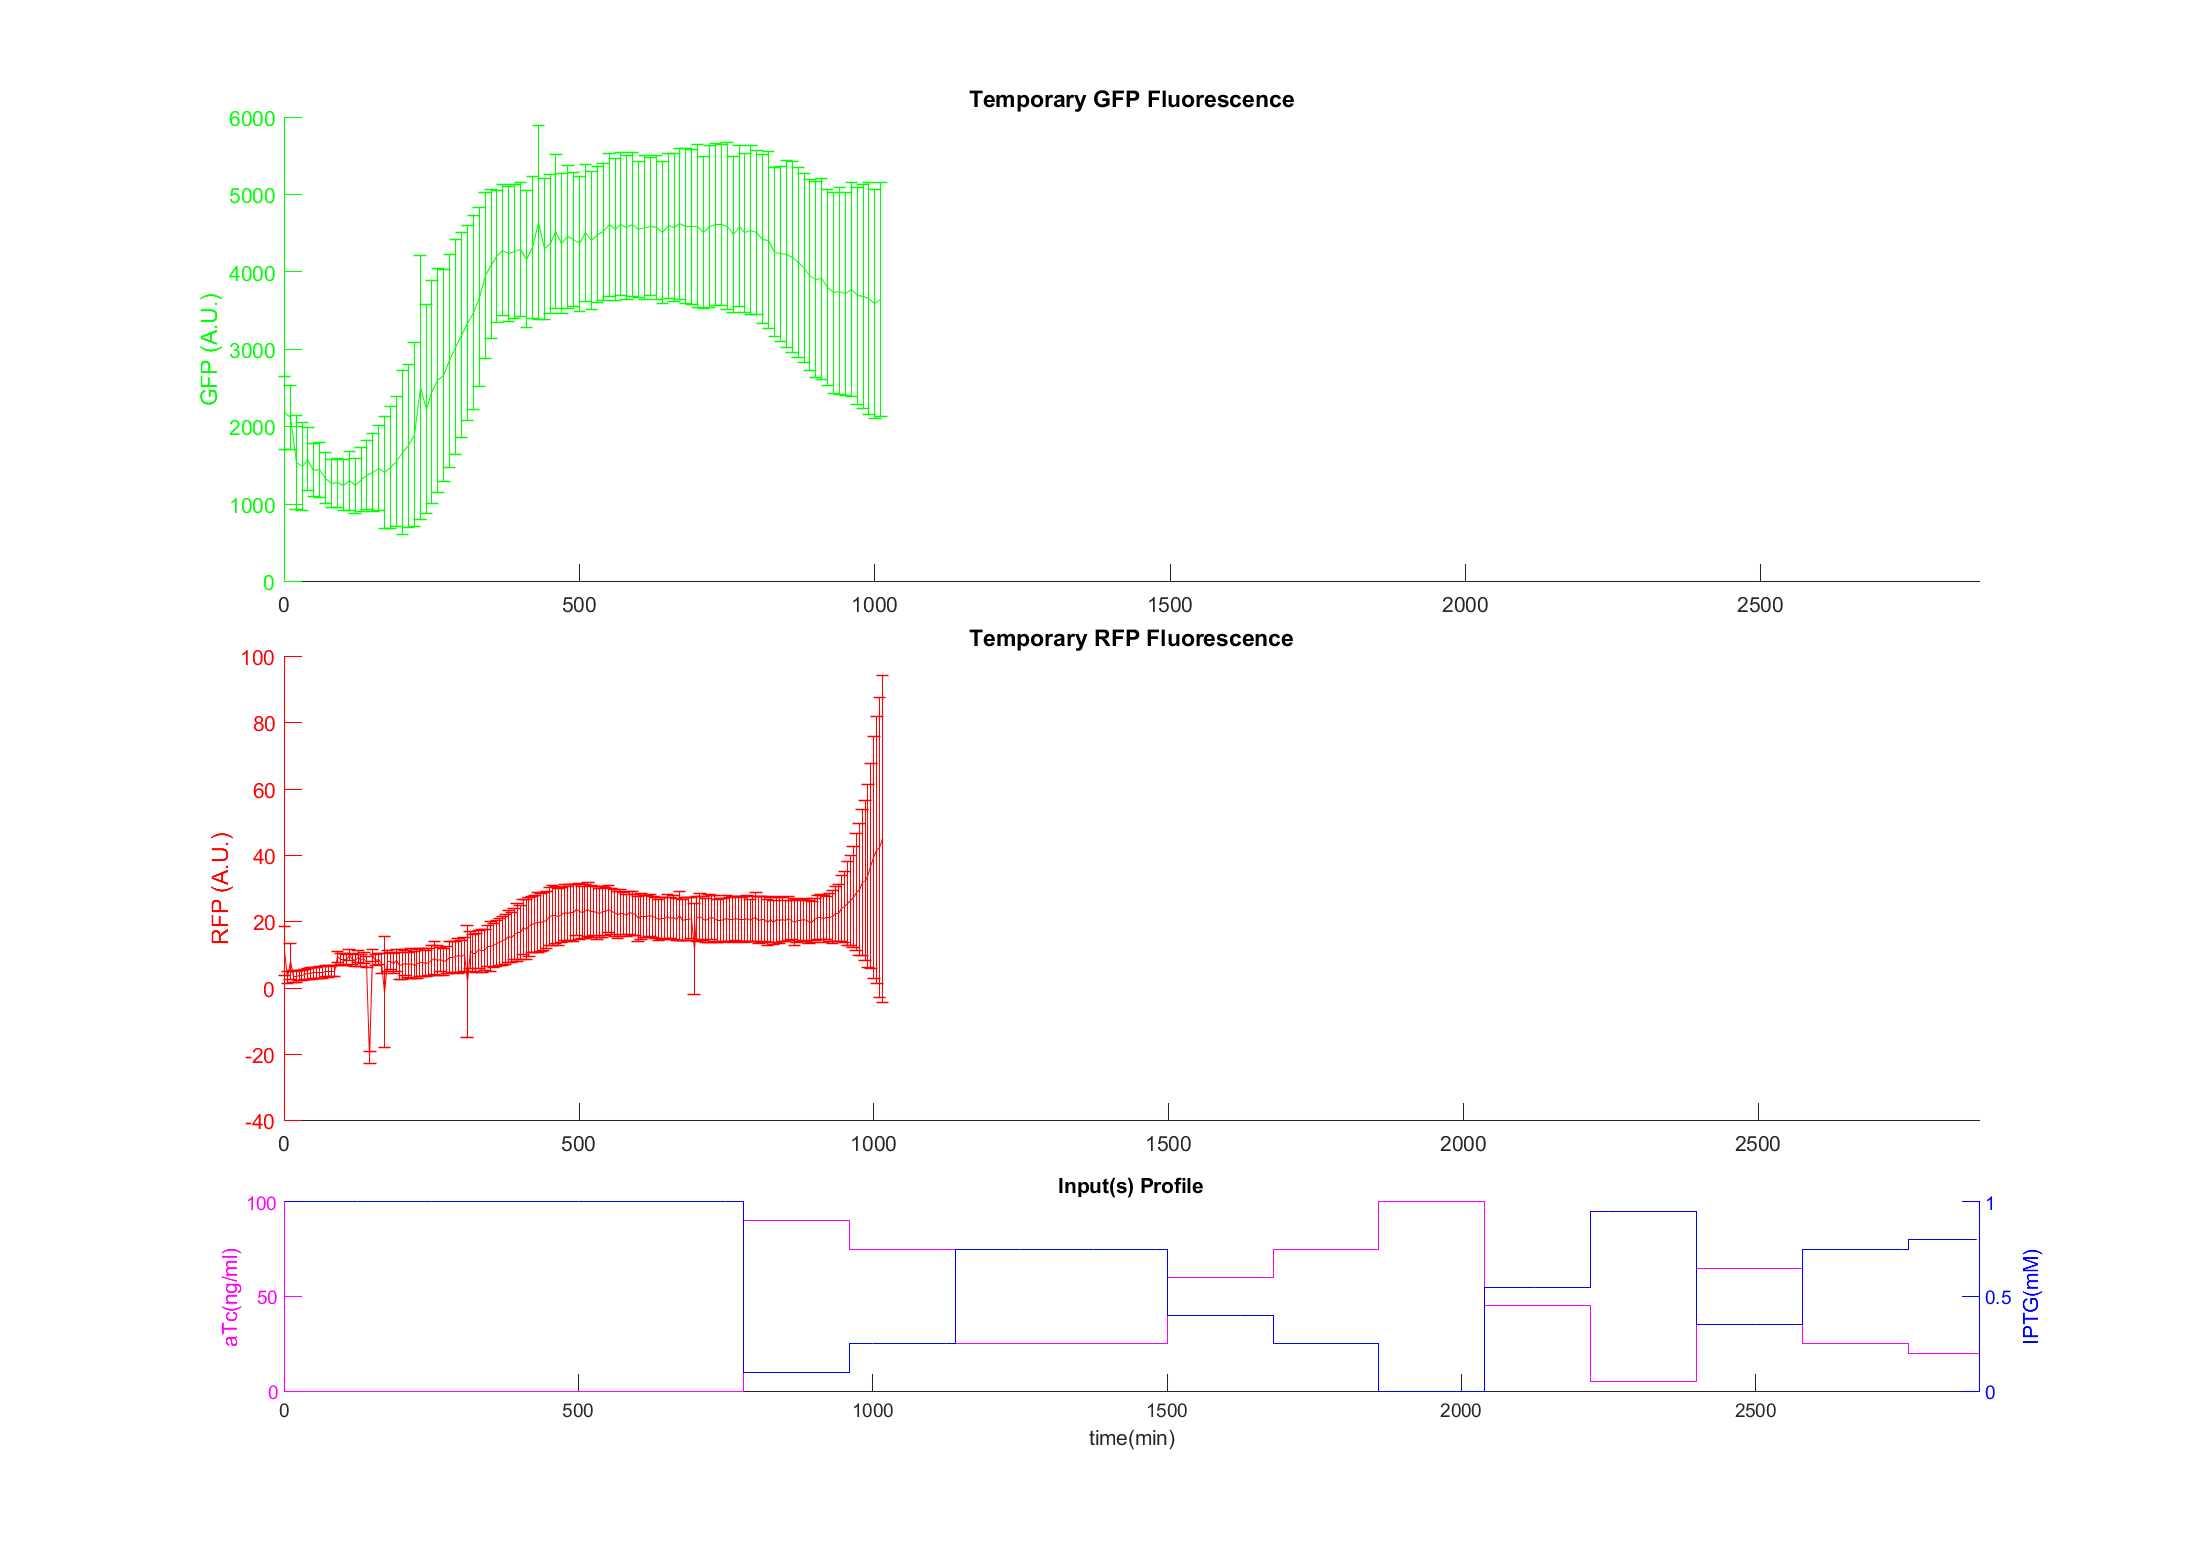 Temporary GFP Fluorescence
6000
5000
4000
3000
2000
1000
0
GFP (A.U.)
0 500 1000 1500 2000 2500
Temporary RFP Fluorescence
100
80
60
40
20
0
-20
-40
RFP (A.U.)
0 500 1000 1500 2000 2500
Input(s) Profile
100
50
0
aTc(ng/ml)
1
0.5
0
IPTG(mM)
0 500 1000 1500 2000 2500
time(min)